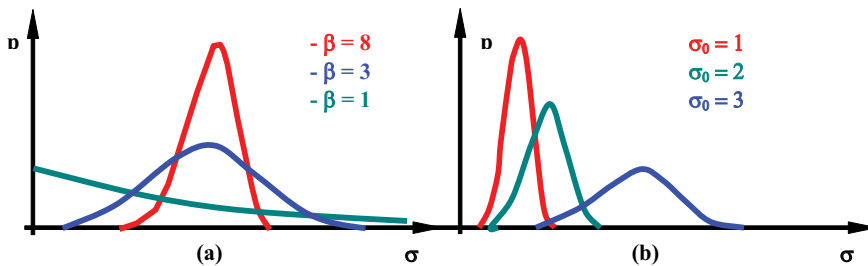 p
- β = 8
- β = 3
- β = 1
(a)
σ
p
σ₀ = 1
σ₀ = 2
σ₀ = 3
(b)
σ